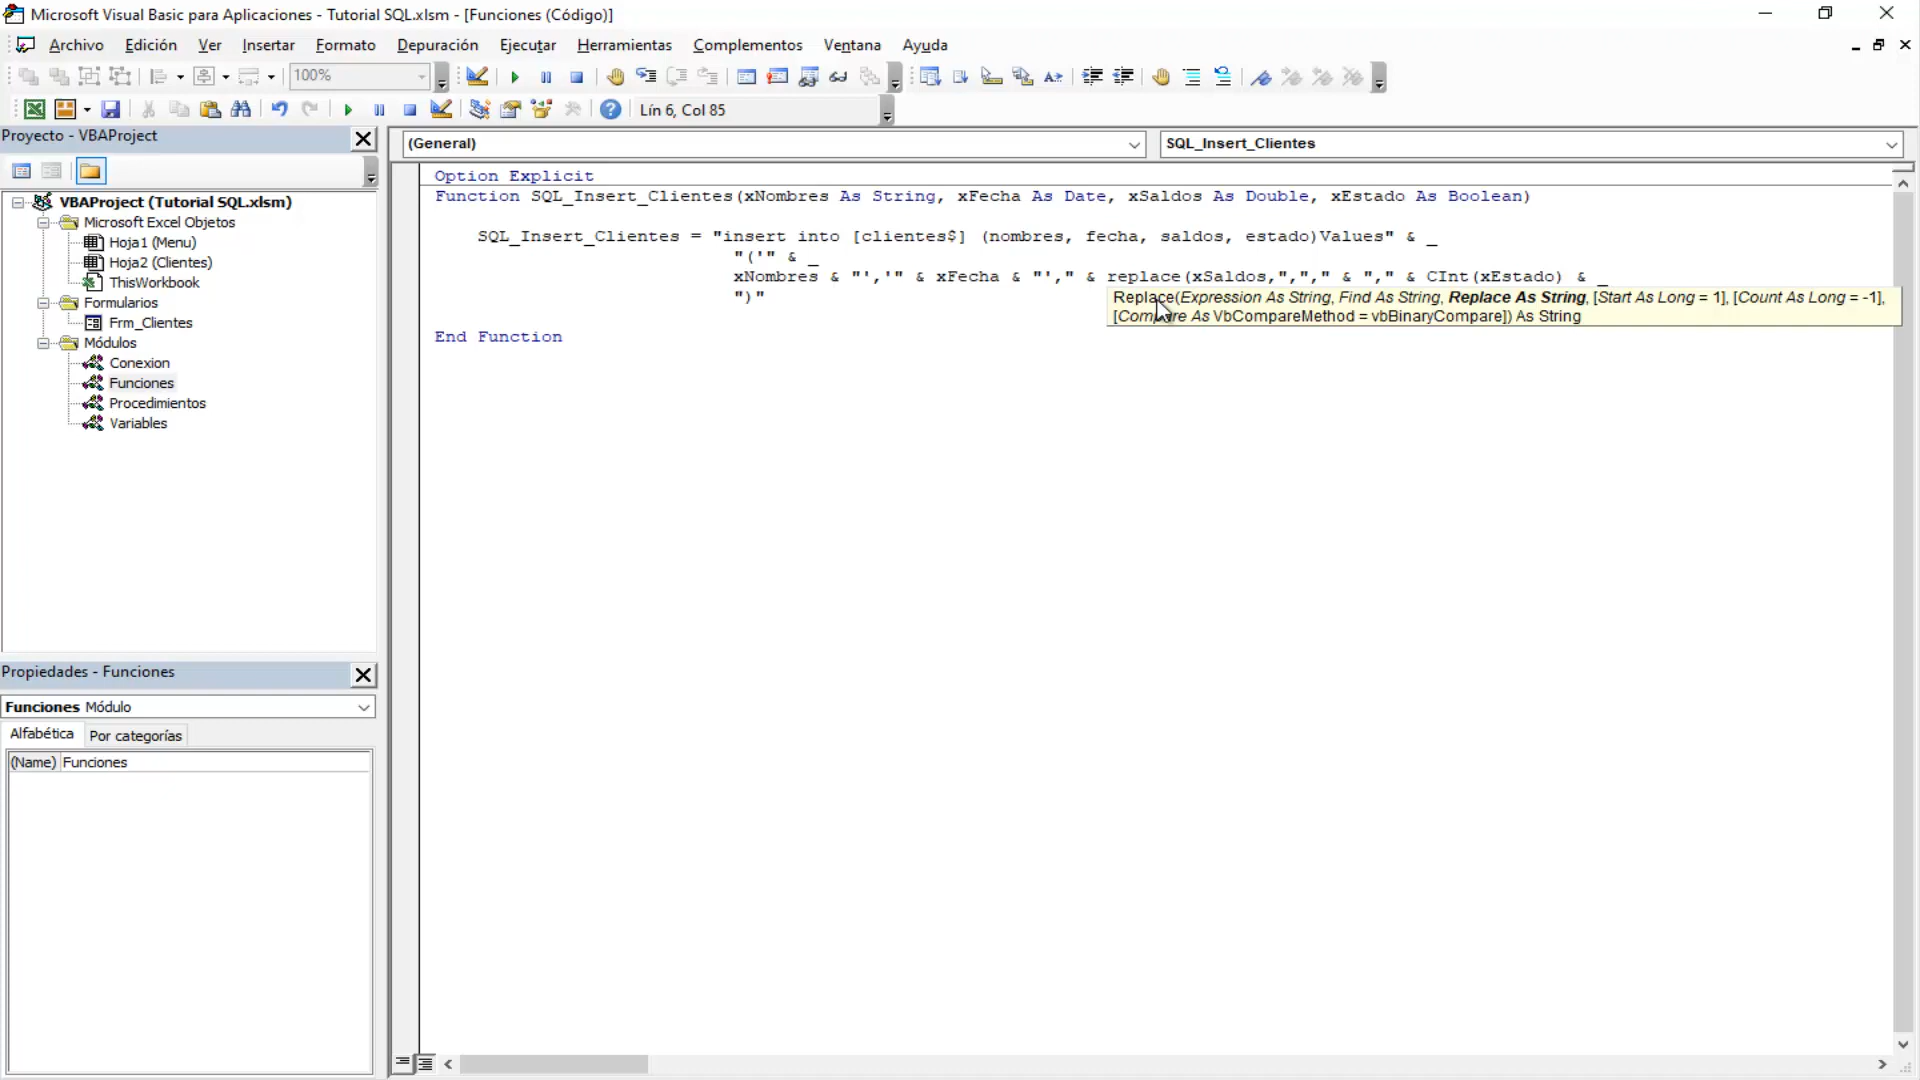 Microsoft Visual Basic para Aplicaciones - Tutorial SQL.xlsm - [Funciones (Código)]
Archivo Edición Ver Insertar Formato Depuración Ejecutar Herramientas Complementos Ventana Ayuda
100%
Lín 6, Col 85
Proyecto - VBAProject
(General)
SQL_Insert_Clientes
VBAProject (Tutorial SQL.xlsm)
Microsoft Excel Objetos
Hoja1 (Menu)
Hoja2 (Clientes)
ThisWorkbook
Formularios
Frm_Clientes
Módulos
Conexion
Funciones
Procedimientos
Variables
Option Explicit
Function SQL_Insert_Clientes(xNombres As String, xFecha As Date, xSaldos As Double, xEstado As Boolean)
SQL_Insert_Clientes = "insert into [clientes$] (nombres, fecha, saldos, estado)Values" & _
"('" & _
xNombres & "','" & xFecha & "'," & replace(xSaldos,",","," & "," & CInt(xEstado) & _
")"
Replace(Expression As String, Find As String, Replace As String, [Start As Long = 1], [Count As Long = -1],
[Compare As VbCompareMethod = vbBinaryCompare]) As String
End Function
Propiedades - Funciones
Funciones Módulo
Alfabética
Por categorías
(Name) Funciones